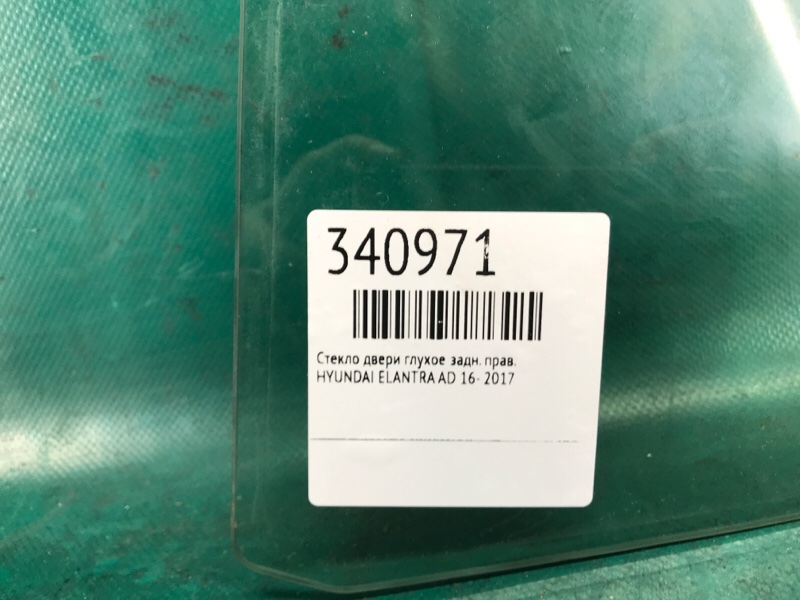 340971
Стекло двери глухое задн. прав.
HYUNDAI ELANTRA AD 16- 2017